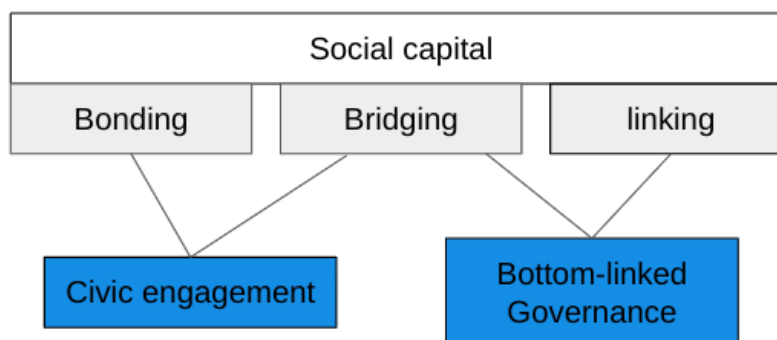 Social capital
Bonding
Bridging
linking
Civic engagement
Bottom-linked
Governance